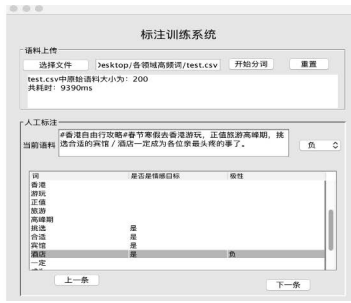 标注训练系统
语料上传
选择文件 Desktop/各领域高频词/test.csv 开始分词 重置
test.csv中原始语料大小为：200
共耗时：9390ms
人工标注
当前语料 #香港自由行攻略#春节寒假去香港游玩，正值旅游高峰期，挑 负
选合适的宾馆 / 酒店一定成为各位亲最头疼的事了。
词 是否是情感目标 极性
香港
游玩
正值
旅游
高峰期
挑选 是
合适 是
宾馆 是
酒店 是 负
一定
上一条 下一条